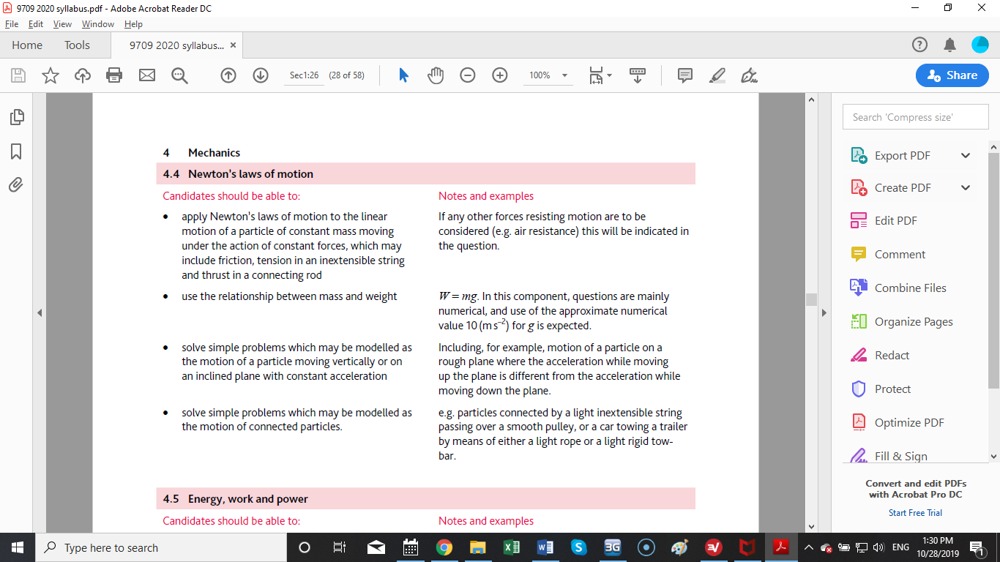 9709 2020 syllabus.pdf - Adobe Acrobat Reader DC
File Edit View Window Help
Home Tools 9709 2020 syllabus... ×
Sec1:26 (28 of 58) 100% Share
Search 'Compress size'
Export PDF
Create PDF
Edit PDF
Comment
Combine Files
Organize Pages
Redact
Protect
Optimize PDF
Fill & Sign
Convert and edit PDFs
with Acrobat Pro DC
Start Free Trial
4 Mechanics
4.4 Newton's laws of motion
Candidates should be able to:
• apply Newton's laws of motion to the linear
motion of a particle of constant mass moving
under the action of constant forces, which may
include friction, tension in an inextensible string
and thrust in a connecting rod
• use the relationship between mass and weight
• solve simple problems which may be modelled as
the motion of a particle moving vertically or on
an inclined plane with constant acceleration
• solve simple problems which may be modelled as
the motion of connected particles.
Notes and examples
If any other forces resisting motion are to be
considered (e.g. air resistance) this will be indicated in
the question.
W = mg. In this component, questions are mainly
numerical, and use of the approximate numerical
value 10 (m s⁻²) for g is expected.
Including, for example, motion of a particle on a
rough plane where the acceleration while moving
up the plane is different from the acceleration while
moving down the plane.
e.g. particles connected by a light inextensible string
passing over a smooth pulley, or a car towing a trailer
by means of either a light rope or a light rigid tow-
bar.
4.5 Energy, work and power
Candidates should be able to:
Notes and examples
Type here to search
3G
ENG
1:30 PM
10/28/2019
1